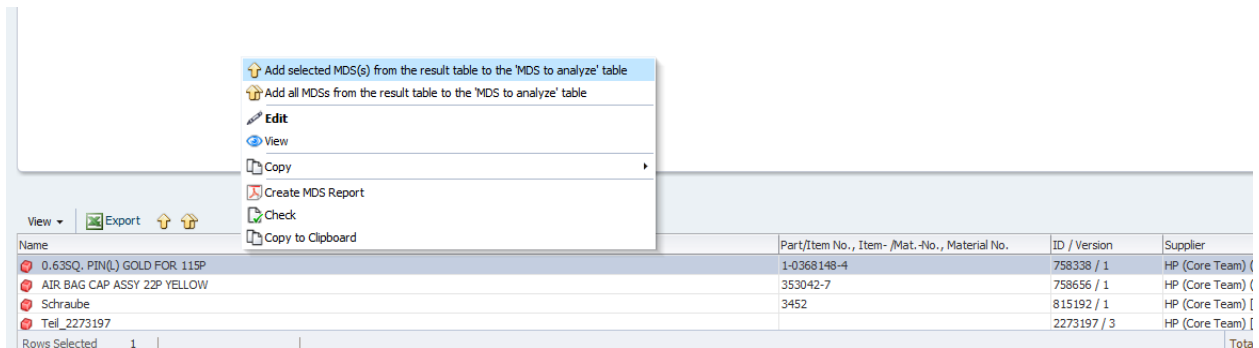 Add selected MDS(s) from the result table to the 'MDS to analyze' table
Add all MDSs from the result table to the 'MDS to analyze' table
Edit
View
Copy
Create MDS Report
Check
Copy to Clipboard
View Export
Name Part/Item No., Item- /Mat.-No., Material No. ID / Version Supplier
0.63SQ. PIN(L) GOLD FOR 115P 1-0368148-4 758338 / 1 HP (Core Team) (
AIR BAG CAP ASSY 22P YELLOW 353042-7 758656 / 1 HP (Core Team) (
Schraube 3452 815192 / 1 HP (Core Team) [
Teil_2273197 2273197 / 3 HP (Core Team) [
Rows Selected 1 Tota